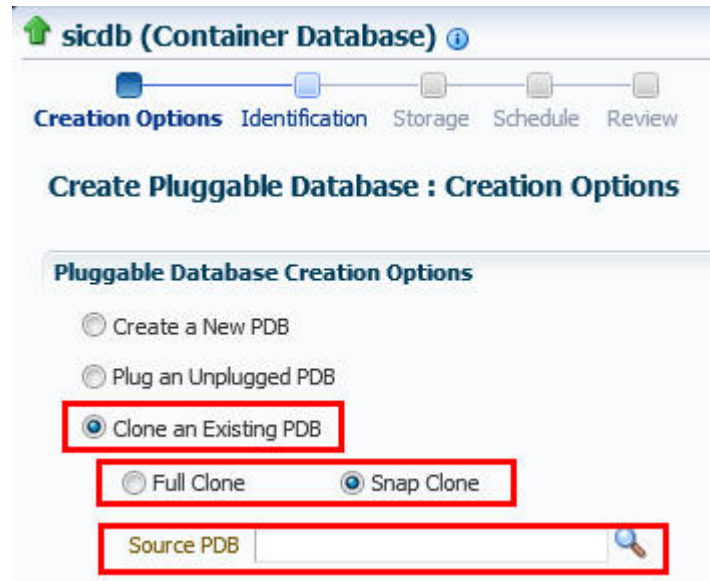 sicdb (Container Database)
Creation Options Identification Storage Schedule Review
Create Pluggable Database : Creation Options
Pluggable Database Creation Options
Create a New PDB
Plug an Unplugged PDB
Clone an Existing PDB
Full Clone Snap Clone
Source PDB